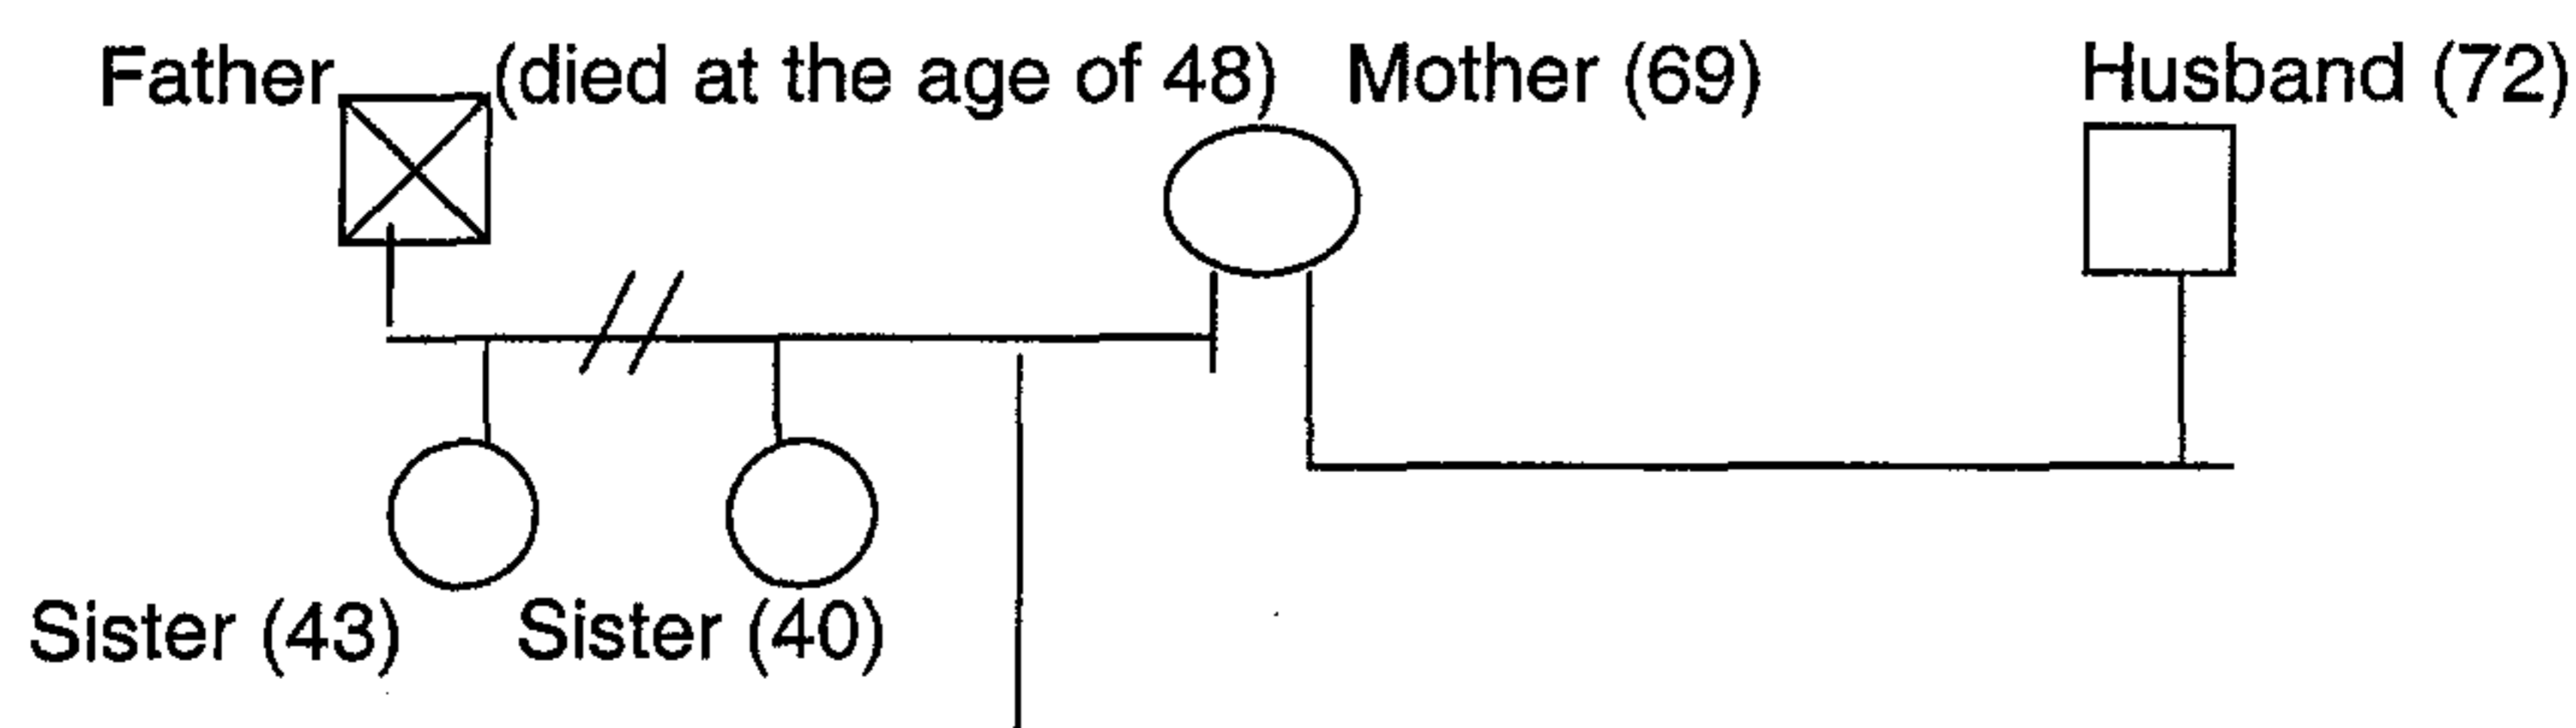 Father (died at the age of 48) Mother (69) Husband (72)
Sister (43) Sister (40)